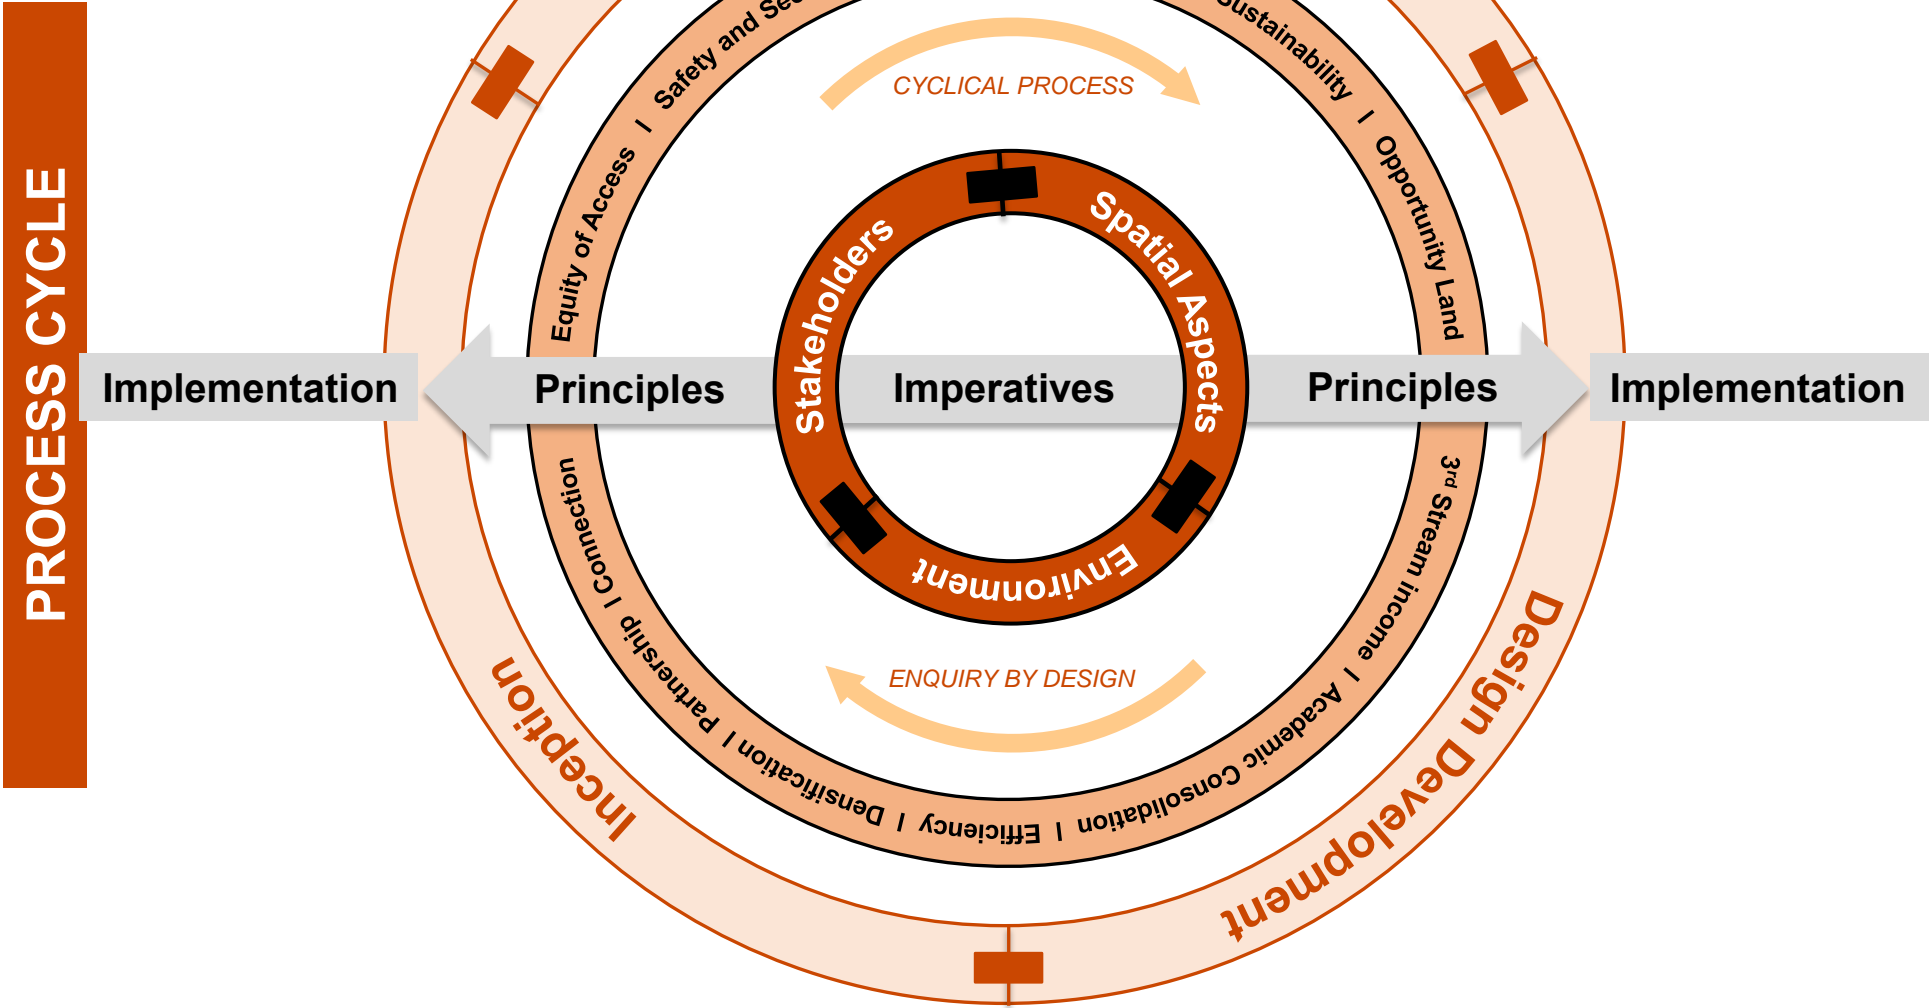 PROCESS CYCLE
Safety and
Sustainability I Opportunity Land
CYCLICAL PROCESS
Equity of Access I
Stakeholders
Spatial Aspects
Environment
Implementation
Principles
Imperatives
Principles
Implementation
3rd Stream income I Academic Consolidation I Efficiency I Densification I Partnership I Connection
ENQUIRY BY DESIGN
Inception
Design Development